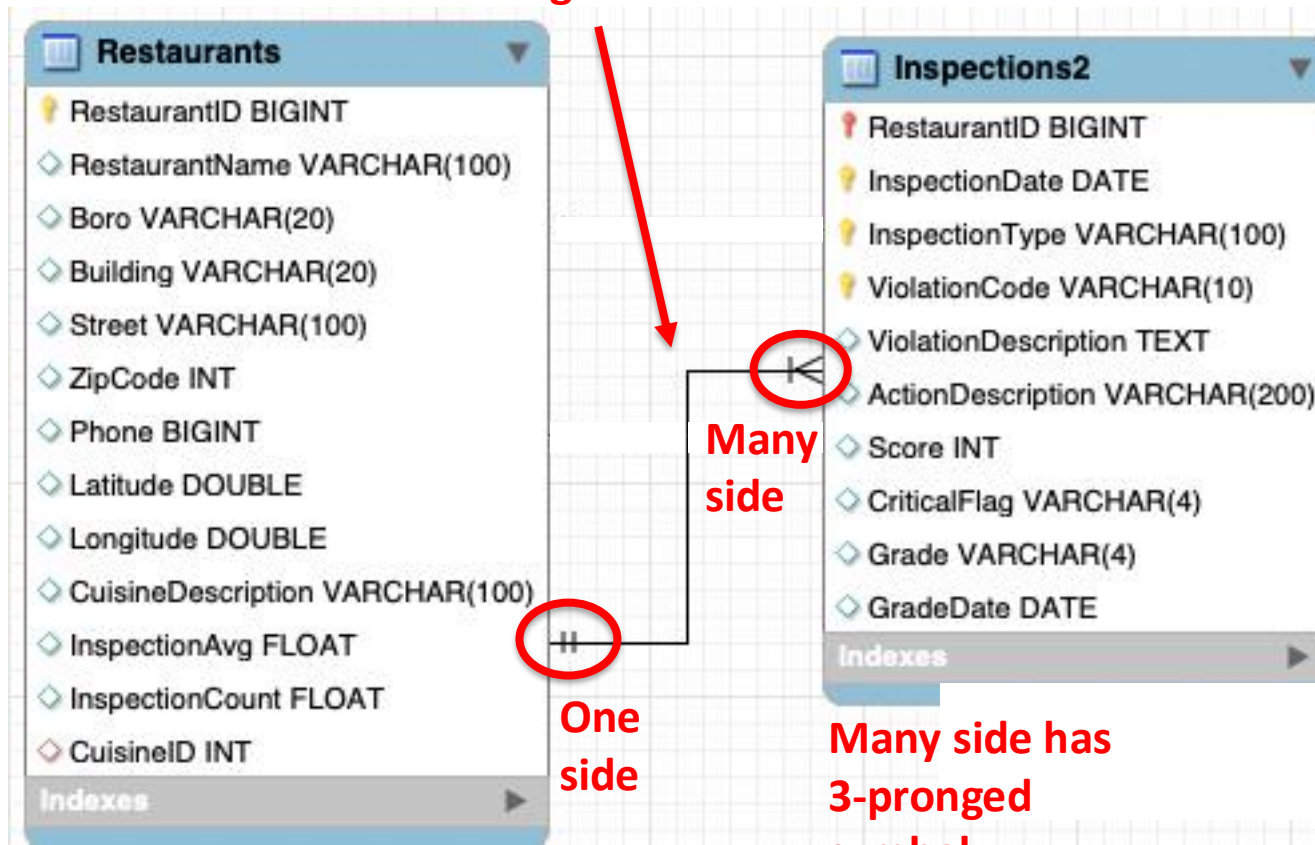 Restaurants
RestaurantID BIGINT
RestaurantName VARCHAR(100)
Boro VARCHAR(20)
Building VARCHAR(20)
Street VARCHAR(100)
ZipCode INT
Phone BIGINT
Latitude DOUBLE
Longitude DOUBLE
CuisineDescription VARCHAR(100)
InspectionAvg FLOAT
InspectionCount FLOAT
CuisineID INT
Indexes
One
side
Many
side
Inspections2
RestaurantID BIGINT
InspectionDate DATE
InspectionType VARCHAR(100)
ViolationCode VARCHAR(10)
ViolationDescription TEXT
ActionDescription VARCHAR(200)
Score INT
CriticalFlag VARCHAR(4)
Grade VARCHAR(4)
GradeDate DATE
Indexes
Many side has
3-pronged